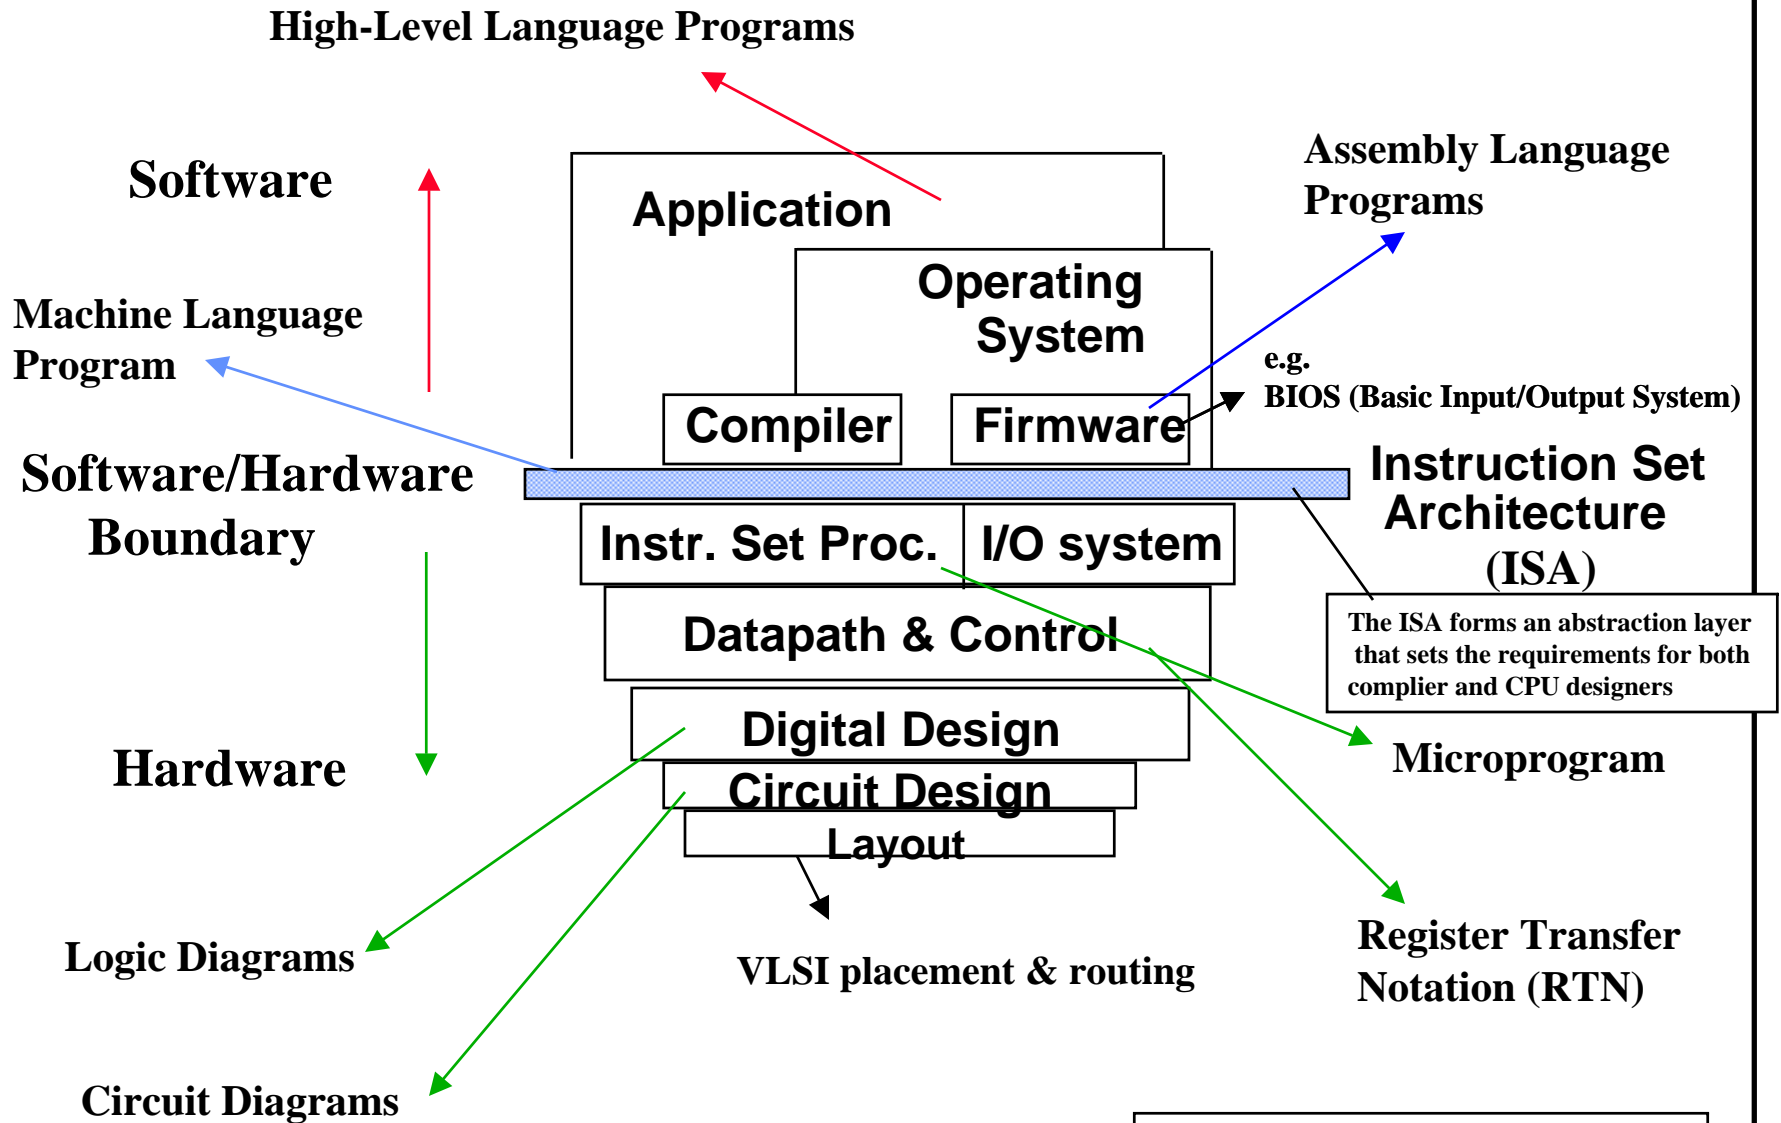 High-Level Language Programs
Software
Application
Assembly Language
Programs
Operating
System
Machine Language
Program
e.g.
BIOS (Basic Input/Output System)
Compiler
Firmware
Software/Hardware
Boundary
Instruction Set
Architecture
(ISA)
Instr. Set Proc.
I/O system
The ISA forms an abstraction layer
that sets the requirements for both
complier and CPU designers
Datapath & Control
Digital Design
Hardware
Microprogram
Circuit Design
Layout
Logic Diagrams
VLSI placement & routing
Register Transfer
Notation (RTN)
Circuit Diagrams